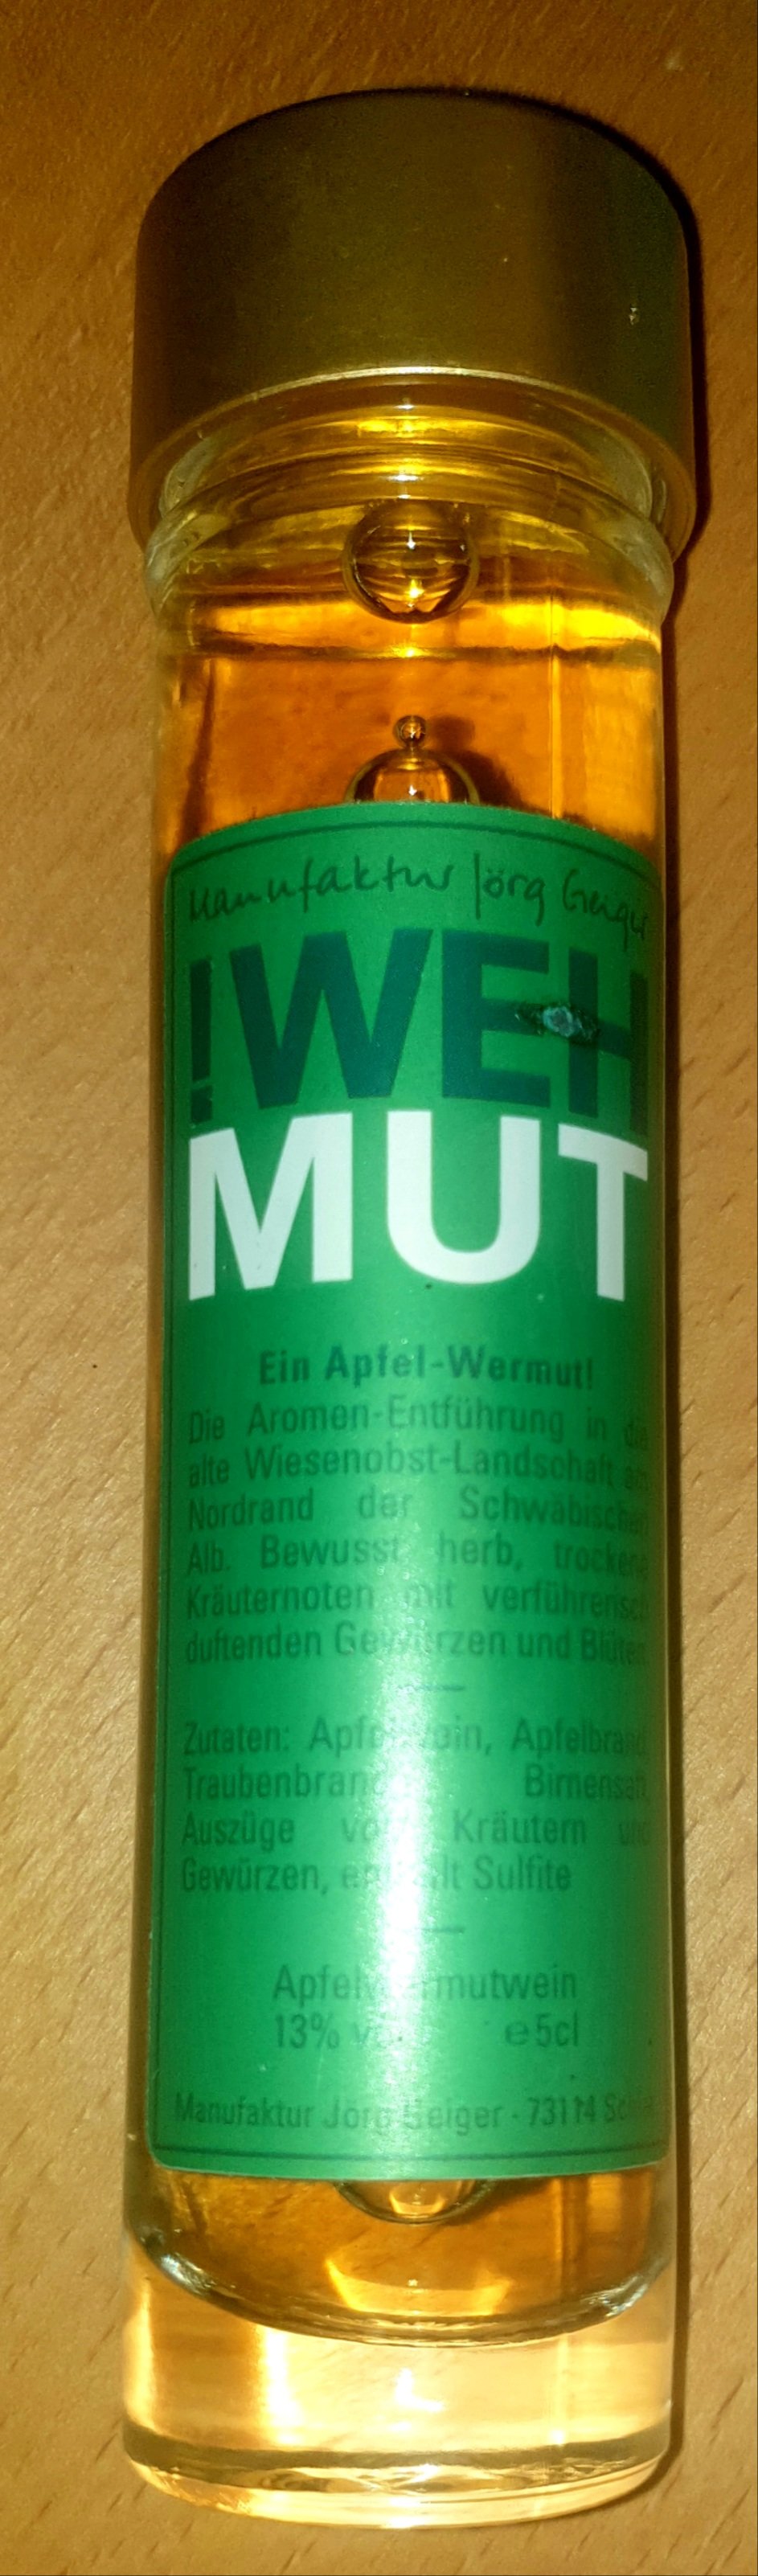 Manufaktur Jörg Geiger
!WEH
MUT
Ein Apfel-Wermut!
Die Aromen-Entführung in die
alte Wiesenobst-Landschaft am
Nordrand der Schwäbischen
Alb. Bewusst herb, trockene
Kräuternoten mit verführerisch
duftenden Gewürzen und Blüten
Zutaten: Apfelwein, Apfelbrand,
Traubenbrand Birnensaft,
Auszüge von Kräutern und
Gewürzen, enthält Sulfite
Apfelwermutwein
13% vol e 5cl
Manufaktur Jörg Geiger · 73114